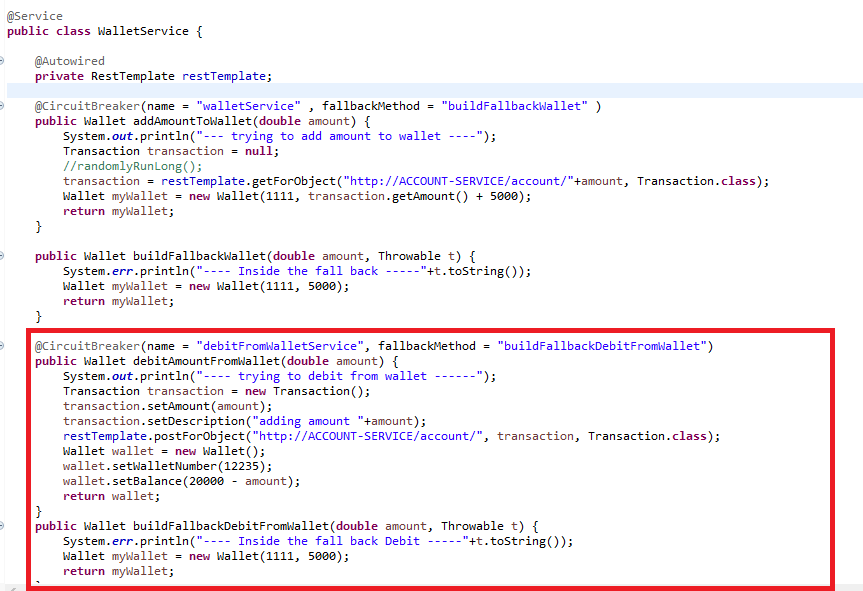 @Service
public class WalletService {
@Autowired
private RestTemplate restTemplate;
@CircuitBreaker(name = "walletService" , fallbackMethod = "buildFallbackWallet" )
public Wallet addAmountToWallet(double amount) {
System.out.println("--- trying to add amount to wallet ----");
Transaction transaction = null;
//randomlyRunLong();
transaction = restTemplate.getForObject("http://ACCOUNT-SERVICE/account/"+amount, Transaction.class);
Wallet myWallet = new Wallet(1111, transaction.getAmount() + 5000);
return myWallet;
}
public Wallet buildFallbackWallet(double amount, Throwable t) {
System.err.println("---- Inside the fall back -----"+t.toString());
Wallet myWallet = new Wallet(1111, 5000);
return myWallet;
}
@CircuitBreaker(name = "debitFromWalletService", fallbackMethod = "buildFallbackDebitFromWallet")
public Wallet debitAmountFromWallet(double amount) {
System.out.println("---- trying to debit from wallet ------");
Transaction transaction = new Transaction();
transaction.setAmount(amount);
transaction.setDescription("adding amount "+amount);
restTemplate.postForObject("http://ACCOUNT-SERVICE/account/", transaction, Transaction.class);
Wallet wallet = new Wallet();
wallet.setWalletNumber(12235);
wallet.setBalance(20000 - amount);
return wallet;
}
public Wallet buildFallbackDebitFromWallet(double amount, Throwable t) {
System.err.println("---- Inside the fall back Debit -----"+t.toString());
Wallet myWallet = new Wallet(1111, 5000);
return myWallet;